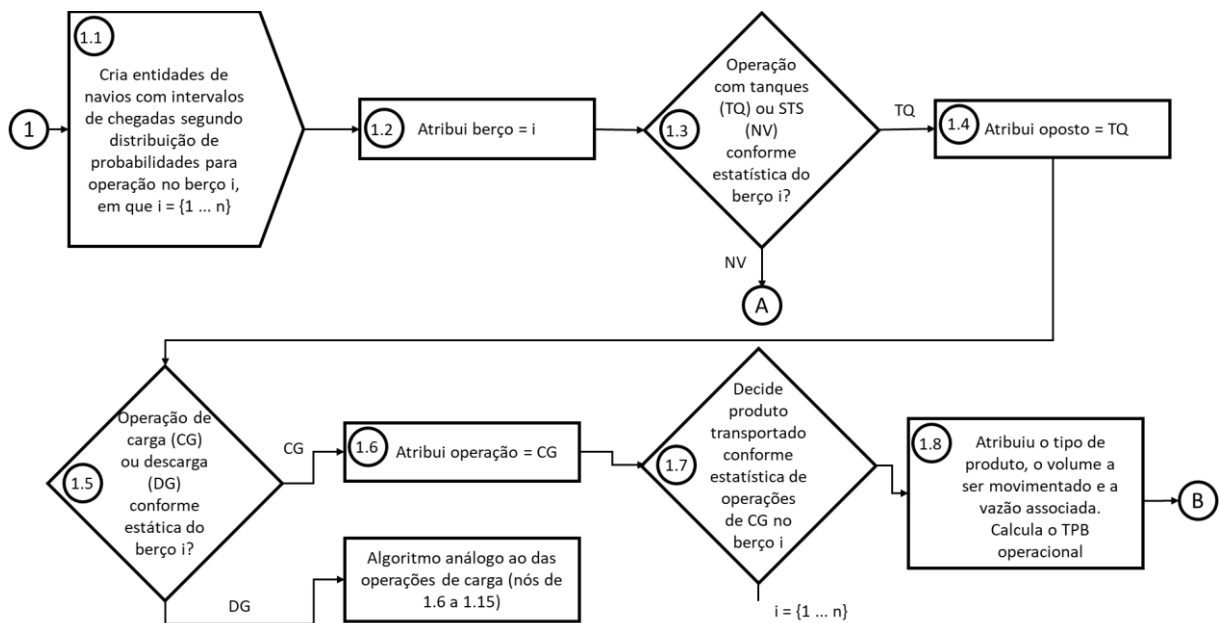 1
1.1
Cria entidades de
navios com intervalos
de chegadas segundo
distribuição de
probabilidades para
operação no berço i,
em que i = {1 ... n}
1.2
Atribui berço = i
1.3
Operação
com tanques
(TQ) ou STS
(NV)
conforme
estatística do
berço i?
TQ
1.4
Atribui oposto = TQ
NV
A
1.5
Operação de
carga (CG)
ou descarga
(DG)
conforme
estática do
berço i?
CG
1.6
Atribui operação = CG
1.7
Decide
produto
transportado
conforme
estatística de
operações
de CG no
berço i
1.8
Atribuiu o tipo de
produto, o volume a
ser movimentado e a
vazão associada.
Calcula o TPB
operacional
B
DG
Algoritmo análogo ao das
operações de carga (nós de
1.6 a 1.15)
i = {1 ... n}